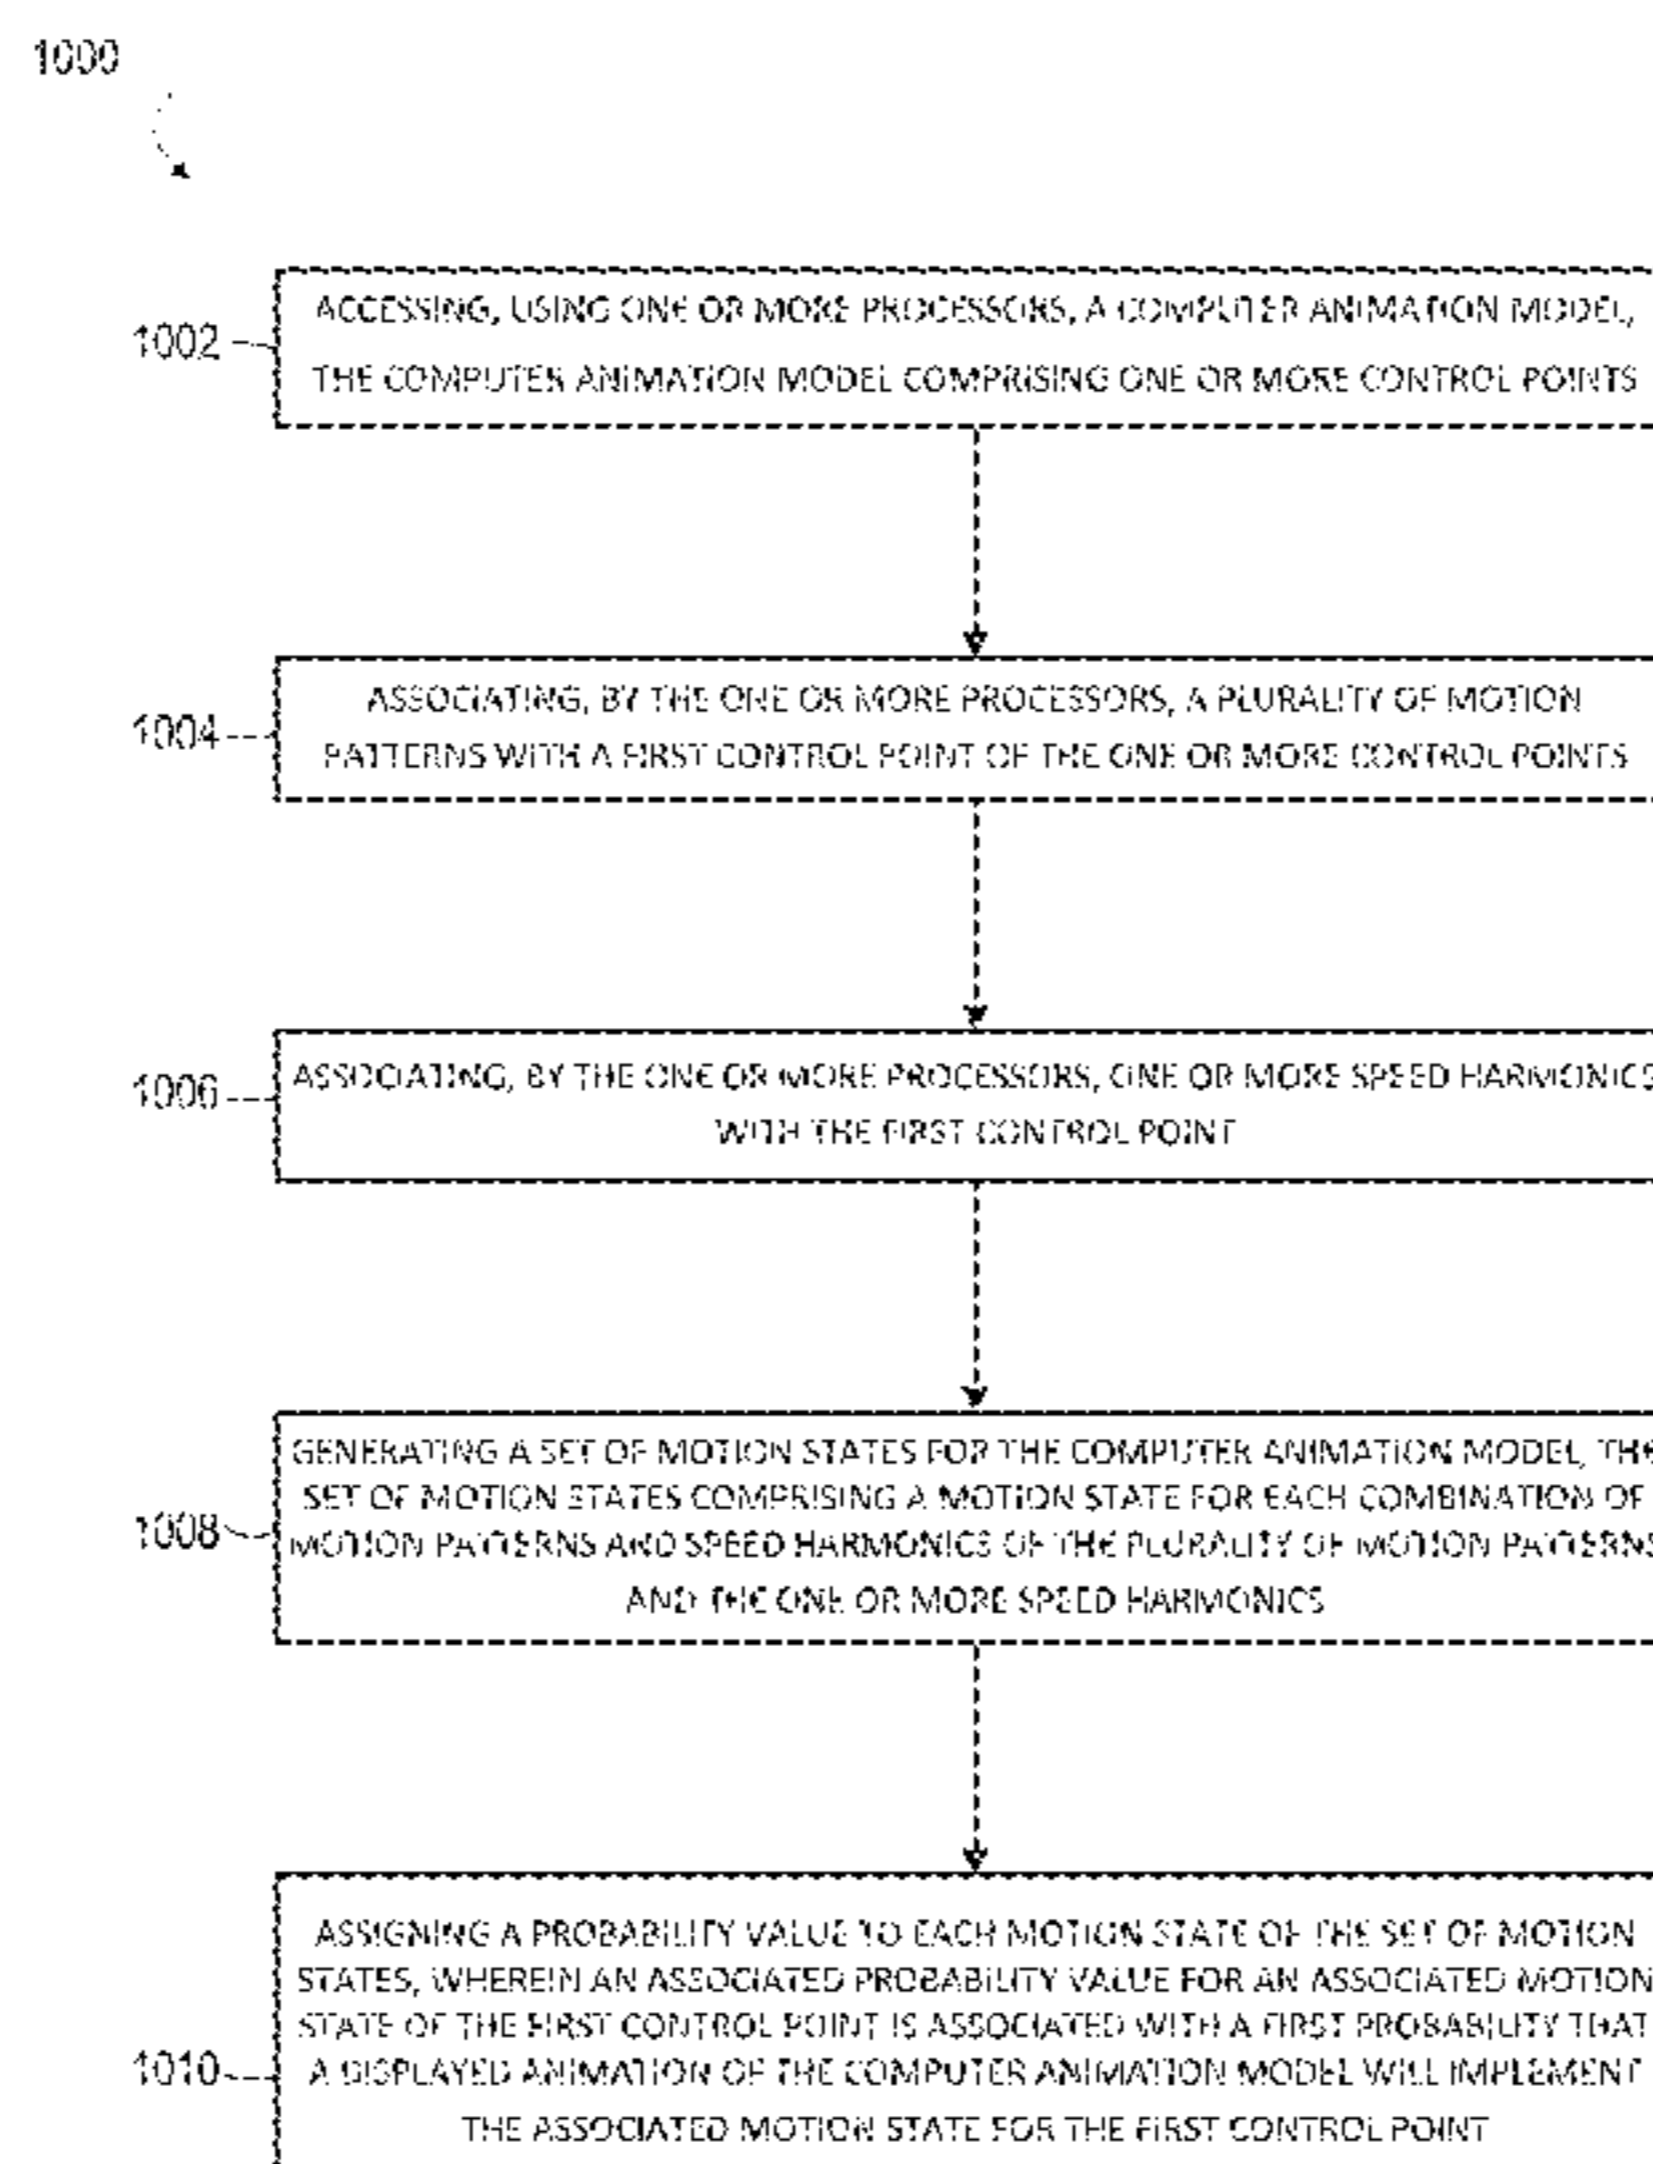 1000
1002
ACCESSING, USING ONE OR MORE PROCESSORS, A COMPUTER ANIMATION MODEL,
THE COMPUTER ANIMATION MODEL COMPRISING ONE OR MORE CONTROL POINTS
1004
ASSOCIATING, BY THE ONE OR MORE PROCESSORS, A PLURALITY OF MOTION
PATTERNS WITH A FIRST CONTROL POINT OF THE ONE OR MORE CONTROL POINTS
1006
ASSOCIATING, BY THE ONE OR MORE PROCESSORS, ONE OR MORE SPEED HARMONICS
WITH THE FIRST CONTROL POINT
1008
GENERATING A SET OF MOTION STATES FOR THE COMPUTER ANIMATION MODEL, THE
SET OF MOTION STATES COMPRISING A MOTION STATE FOR EACH COMBINATION OF
MOTION PATTERNS AND SPEED HARMONICS OF THE PLURALITY OF MOTION PATTERNS
AND THE ONE OR MORE SPEED HARMONICS
1010
ASSIGNING A PROBABILITY VALUE TO EACH MOTION STATE OF THE SET OF MOTION
STATES, WHEREIN AN ASSOCIATED PROBABILITY VALUE FOR AN ASSOCIATED MOTION
STATE OF THE FIRST CONTROL POINT IS ASSOCIATED WITH A FIRST PROBABILITY THAT
A DISPLAYED ANIMATION OF THE COMPUTER ANIMATION MODEL WILL IMPLEMENT
THE ASSOCIATED MOTION STATE FOR THE FIRST CONTROL POINT